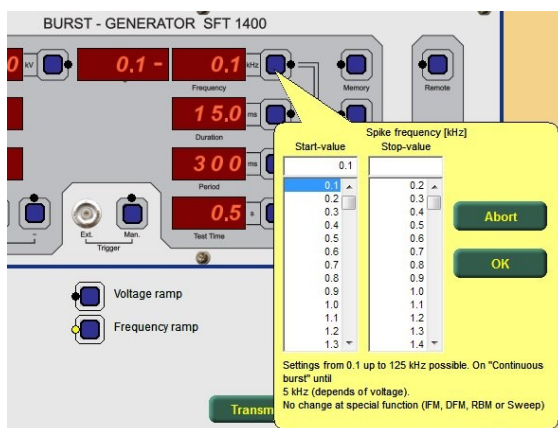 BURST - GENERATOR SFT 1400
0 kV 0.1 - 0.1 kHz
Frequency Memory Remote
15.0 ms
Duration
300 ms
Period
0.5 s
Test Time
Ext. Man.
Trigger
Voltage ramp
Frequency ramp
Transm
Spike frequency [kHz]
Start-value Stop-value
0.1
0.1 0.2
0.2 0.3
0.3 0.4
0.4 0.5
0.5 0.6
0.6 0.7
0.7 0.8
0.8 0.9
0.9 1.0
1.0 1.1
1.1 1.2
1.2 1.3
1.3 1.4
Abort
OK
Settings from 0.1 up to 125 kHz possible. On "Continuous
burst" until
5 kHz (depends of voltage).
No change at special function (IFM, DFM, RBM or Sweep)